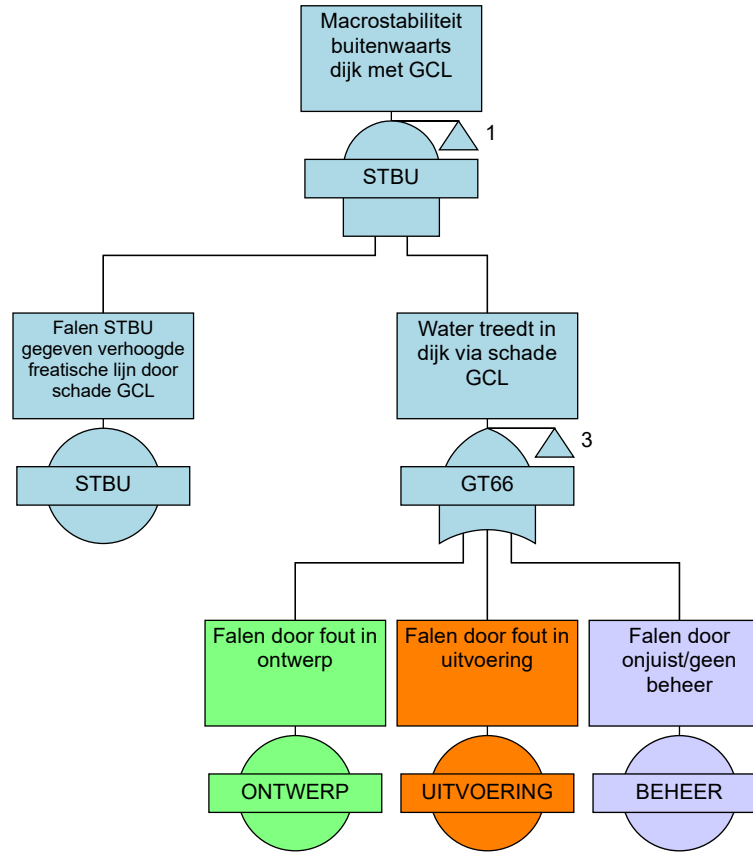 Macrostabiliteit
buitenwaarts
dijk met GCL
1
STBU
Falen STBU
gegeven verhoogde
freatische lijn door
schade GCL
STBU
Water treedt in
dijk via schade
GCL
3
GT66
Falen door fout in
ontwerp
ONTWERP
Falen door fout in
uitvoering
UITVOERING
Falen door
onjuist/geen
beheer
BEHEER